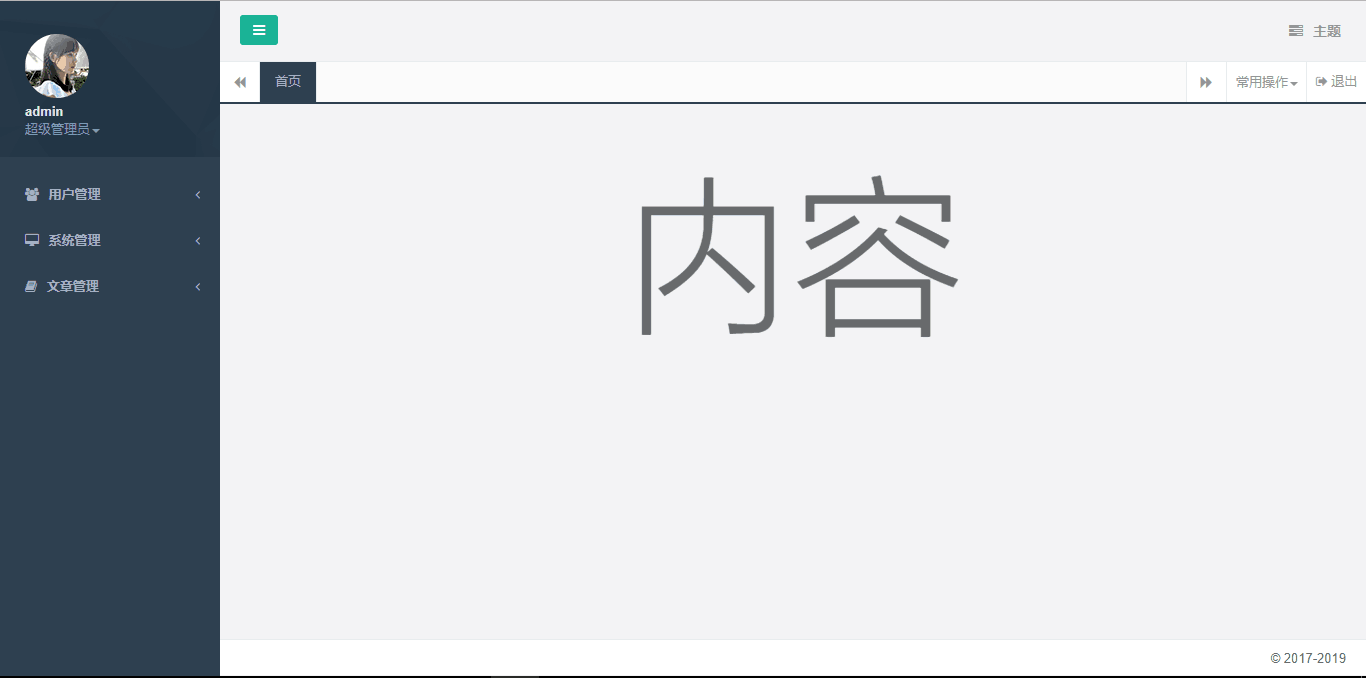 主题
首页
常用操作
退出
admin
超级管理员
用户管理
系统管理
文章管理
内容
© 2017-2019